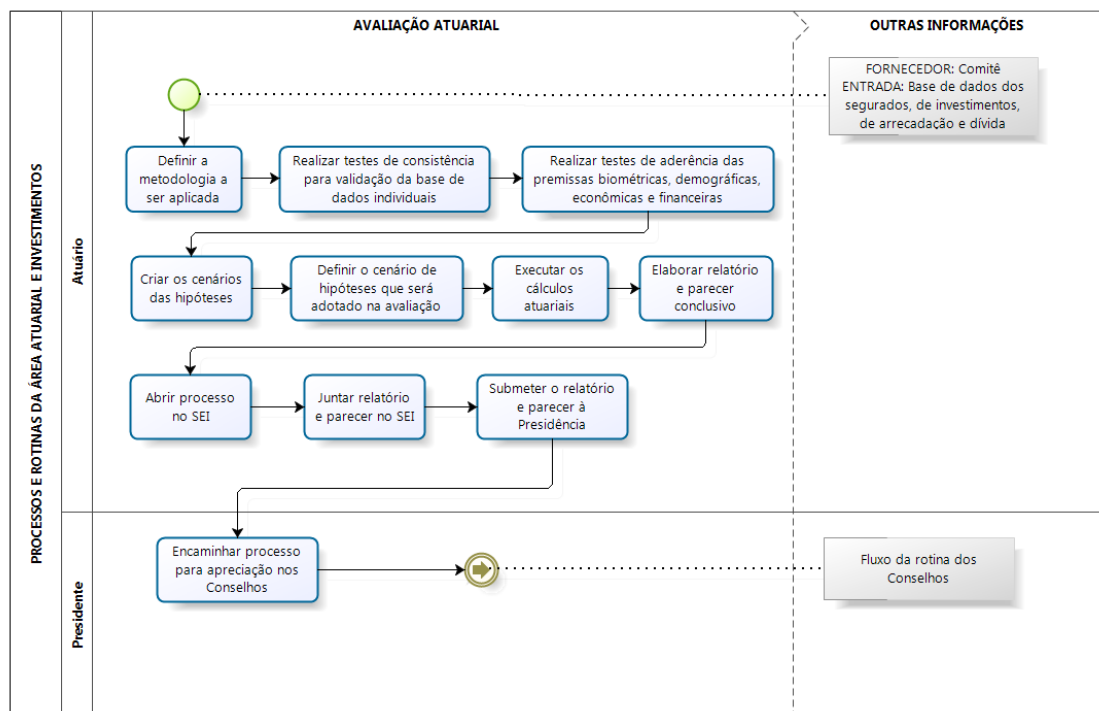 AVALIAÇÃO ATUARIAL
OUTRAS INFORMAÇÕES
PROCESSOS E ROTINAS DA ÁREA ATUARIAL E INVESTIMENTOS
Atuário
FORNECEDOR: Comitê
ENTRADA: Base de dados dos
segurados, de investimentos,
de arrecadação e dívida
Definir a
metodologia a
ser aplicada
Realizar testes de consistência
para validação da base de
dados individuais
Realizar testes de aderência das
premissas biométricas, demográficas,
econômicas e financeiras
Criar os cenários
das hipóteses
Definir o cenário de
hipóteses que será
adotado na avaliação
Executar os
cálculos
atuariais
Elaborar relatório
e parecer
conclusivo
Abrir processo
no SEI
Juntar relatório
e parecer no SEI
Submeter o relatório
e parecer à
Presidência
Presidente
Encaminhar processo
para apreciação nos
Conselhos
Fluxo da rotina dos
Conselhos